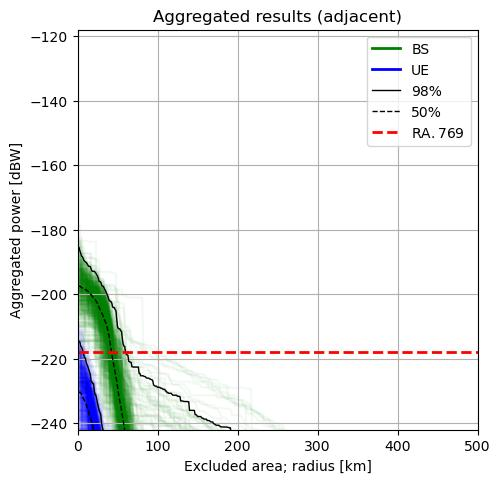 Aggregated results (adjacent)
Aggregated power [dBW]
−120
−140
−160
−180
−200
−220
−240
BS
UE
98%
50%
RA. 769
0
100
200
300
400
500
Excluded area; radius [km]